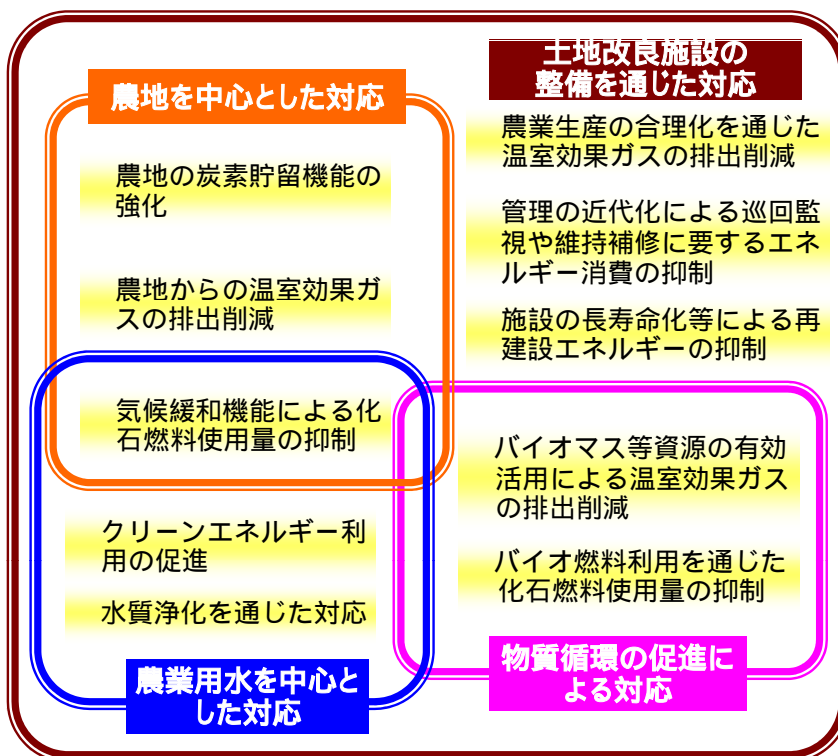 農地を中心とした対応
農地の炭素貯留機能の
強化
農地からの温室効果ガ
スの排出削減
気候緩和機能による化
石燃料使用量の抑制
クリーンエネルギー利
用の促進
水質浄化を通じた対応
農業用水を中心と
した対応
土地改良施設の
整備を通じた対応
農業生産の合理化を通じた
温室効果ガスの排出削減
管理の近代化による巡回監
視や維持補修に要するエネ
ルギー消費の抑制
施設の長寿命化等による再
建設エネルギーの抑制
バイオマス等資源の有効
活用による温室効果ガス
の排出削減
バイオ燃料利用を通じた
化石燃料使用量の抑制
物質循環の促進に
よる対応